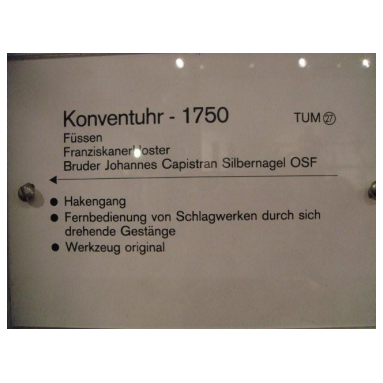 Konventuhr - 1750 TUM 27
Füssen
Franziskanerkloster
Bruder Johannes Capistran Silbernagel OSF
● Hakengang
● Fernbedienung von Schlagwerken durch sich
drehende Gestänge
● Werkzeug original